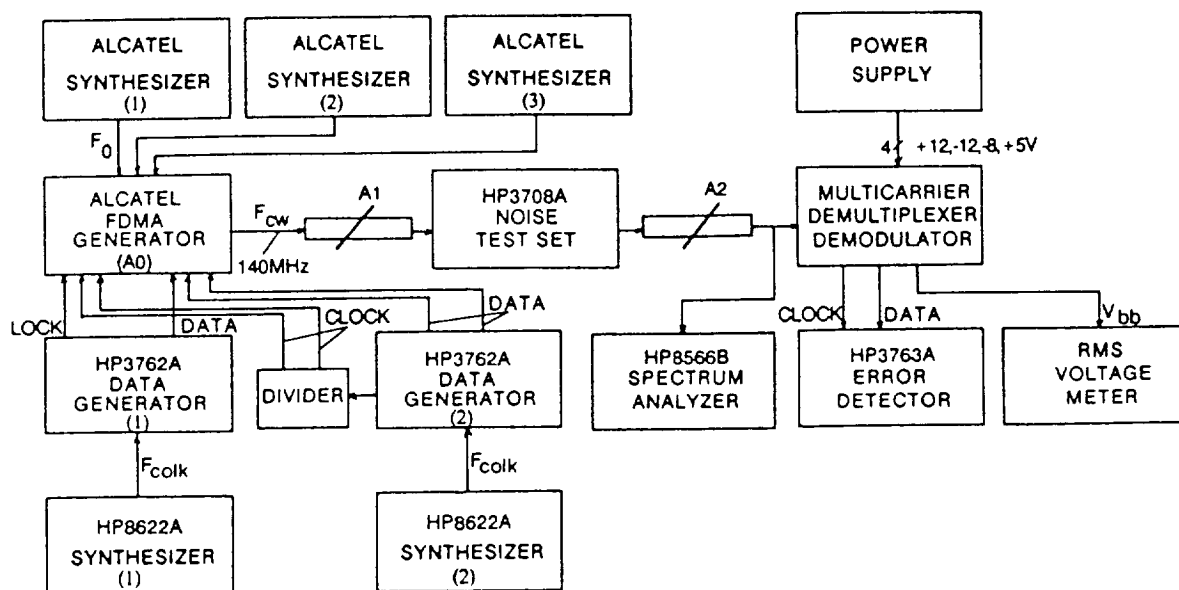 ALCATEL
SYNTHESIZER
(1)
ALCATEL
SYNTHESIZER
(2)
ALCATEL
SYNTHESIZER
(3)
POWER
SUPPLY
F0
4 +12,-12,-8,+5V
ALCATEL
FDMA
GENERATOR
(A0)
Fcw
140MHz
A1
HP3708A
NOISE
TEST SET
A2
MULTICARRIER
DEMULTIPLEXER
DEMODULATOR
LOCK
DATA
CLOCK
DATA
CLOCK
DATA
Vbb
HP3762A
DATA
GENERATOR
(1)
DIVIDER
HP3762A
DATA
GENERATOR
(2)
HP8566B
SPECTRUM
ANALYZER
HP3763A
ERROR
DETECTOR
RMS
VOLTAGE
METER
Fcolk
Fcolk
HP8622A
SYNTHESIZER
(1)
HP8622A
SYNTHESIZER
(2)